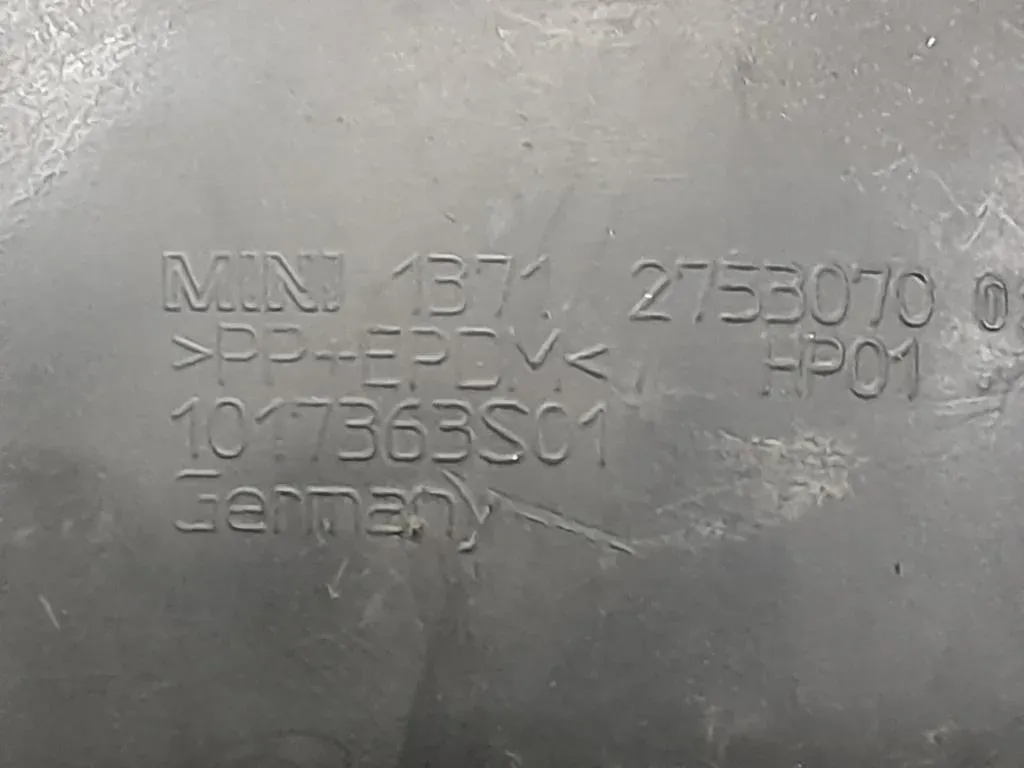 MINI 1371 2753070
>PP+EPDM< HP01
1017363S01
Germany